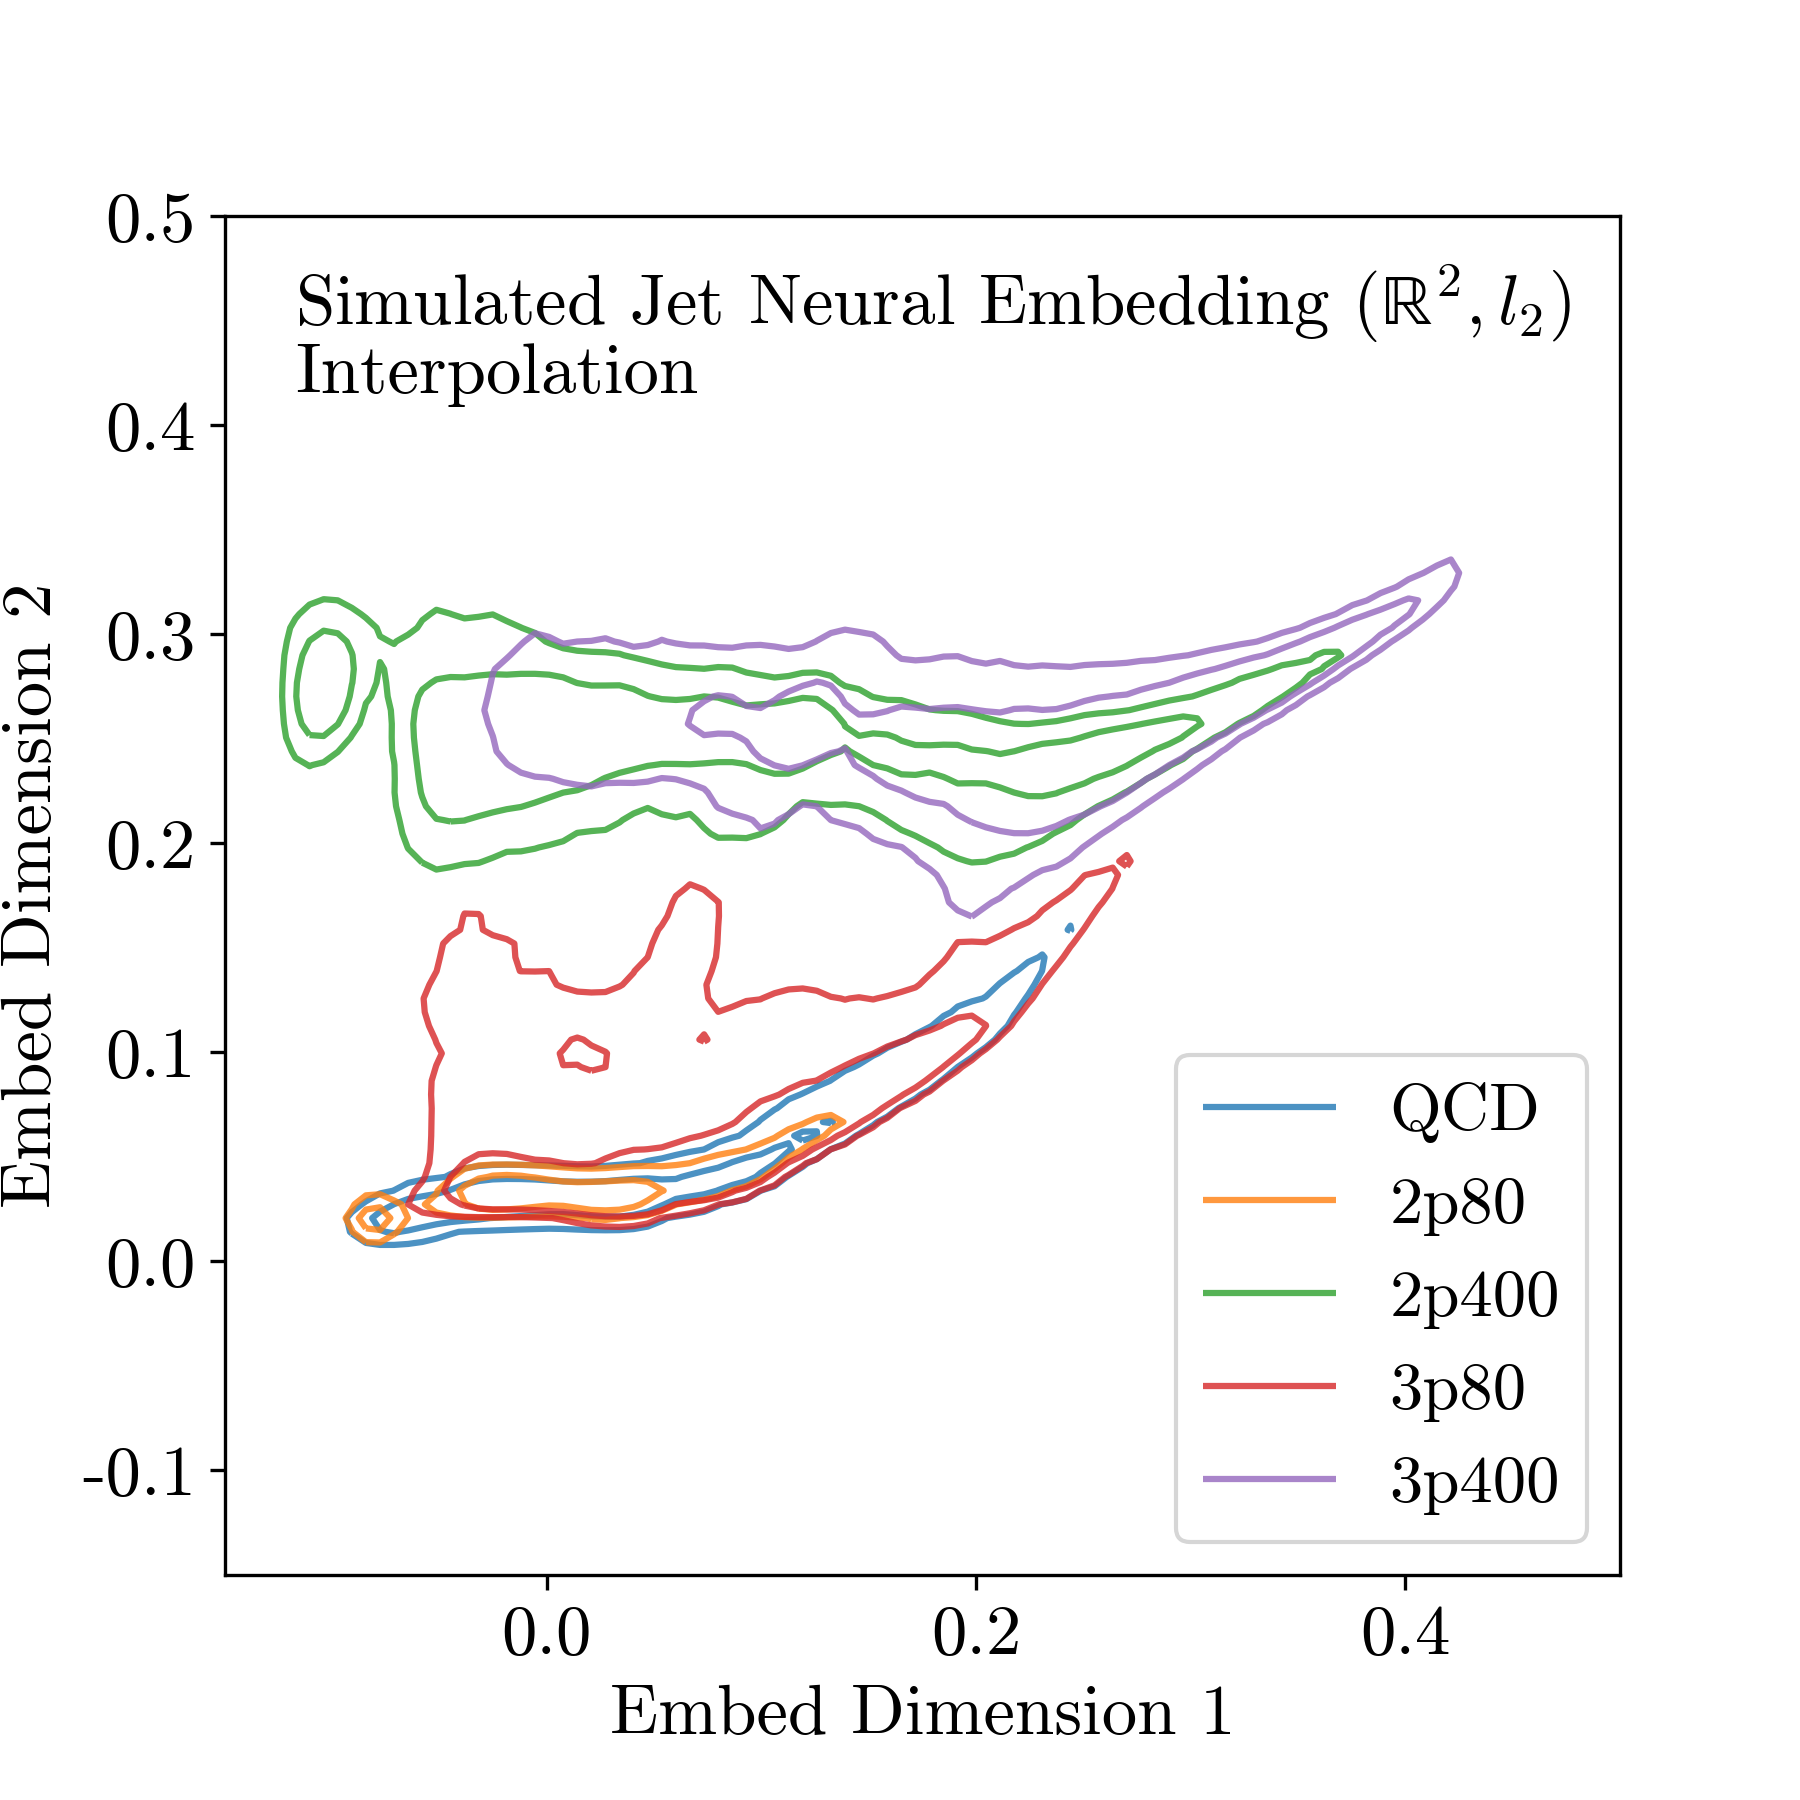 Simulated Jet Neural Embedding (ℝ², l₂)
Interpolation
0.5
0.4
0.3
0.2
0.1
0.0
-0.1
Embed Dimension 2
0.0
0.2
0.4
Embed Dimension 1
QCD
2p80
2p400
3p80
3p400